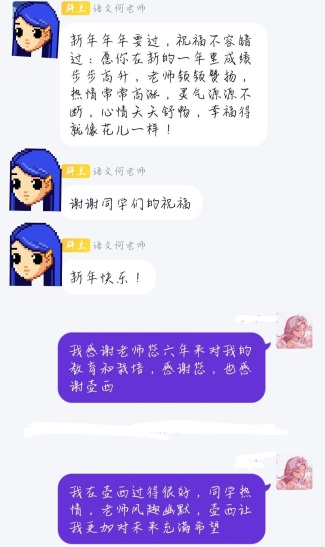 群主 语文何老师
新年年年要过，祝福不容错
过：愿你在新的一年里成绩
步步高升，老师频频赞扬，
热情常常高涨，灵气源源不
断，心情天天舒畅，幸福得
就像花儿一样！
群主 语文何老师
谢谢同学们的祝福
群主 语文何老师
新年快乐！
我感谢老师您六年来对我的
教育和栽培，感谢您，也感
谢壶西
我在壶西过得很好，同学热
情，老师风趣幽默，壶西让
我更加对未来充满希望